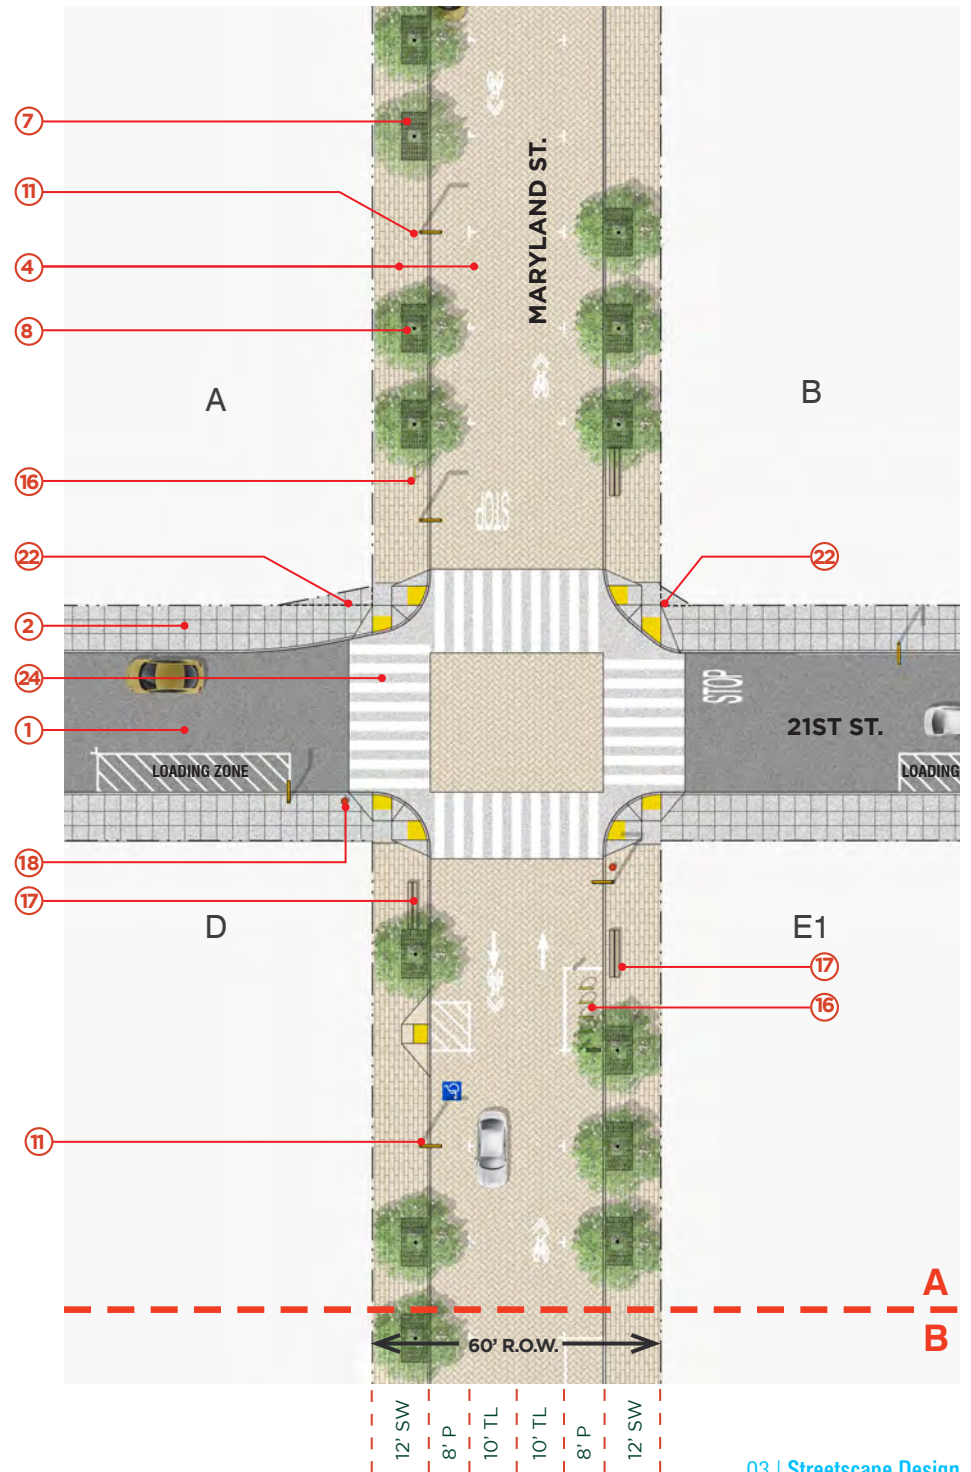 7
11
4
MARYLAND ST.
8
A
B
16
STOP
22
22
2
24
STOP
1
21ST ST.
LOADING ZONE
LOADING
18
17
D
E1
17
16
11
A
B
60' R.O.W.
12' SW
8' P
10' TL
10' TL
8' P
12' SW
03 | Streetscape Design